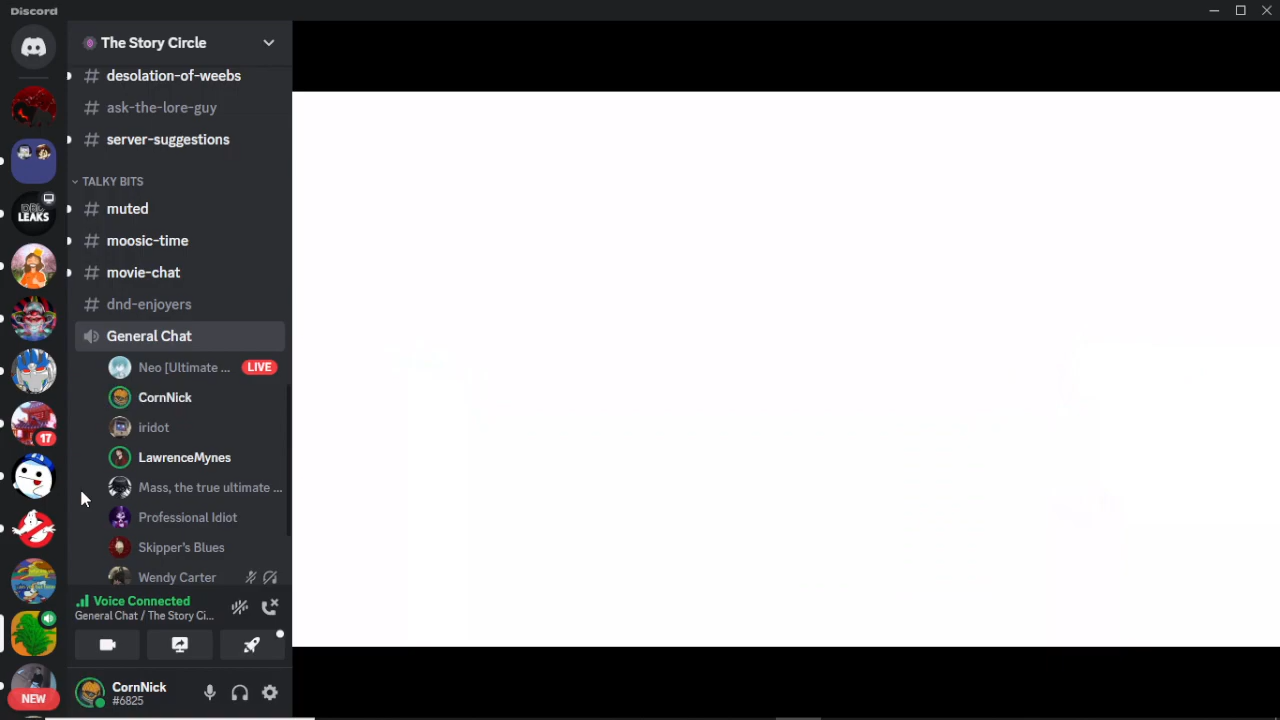 Discord
The Story Circle
# desolation-of-weebs
# ask-the-lore-guy
# server-suggestions
TALKY BITS
# muted
LEAKS
# moosic-time
# movie-chat
# dnd-enjoyers
General Chat
Neo [Ultimate ... LIVE
CornNick
iridot
17
LawrenceMynes
Mass, the true ultimate ...
Professional Idiot
Skipper's Blues
Wendy Carter
Voice Connected
General Chat / The Story Ci...
CornNick
#6825
NEW